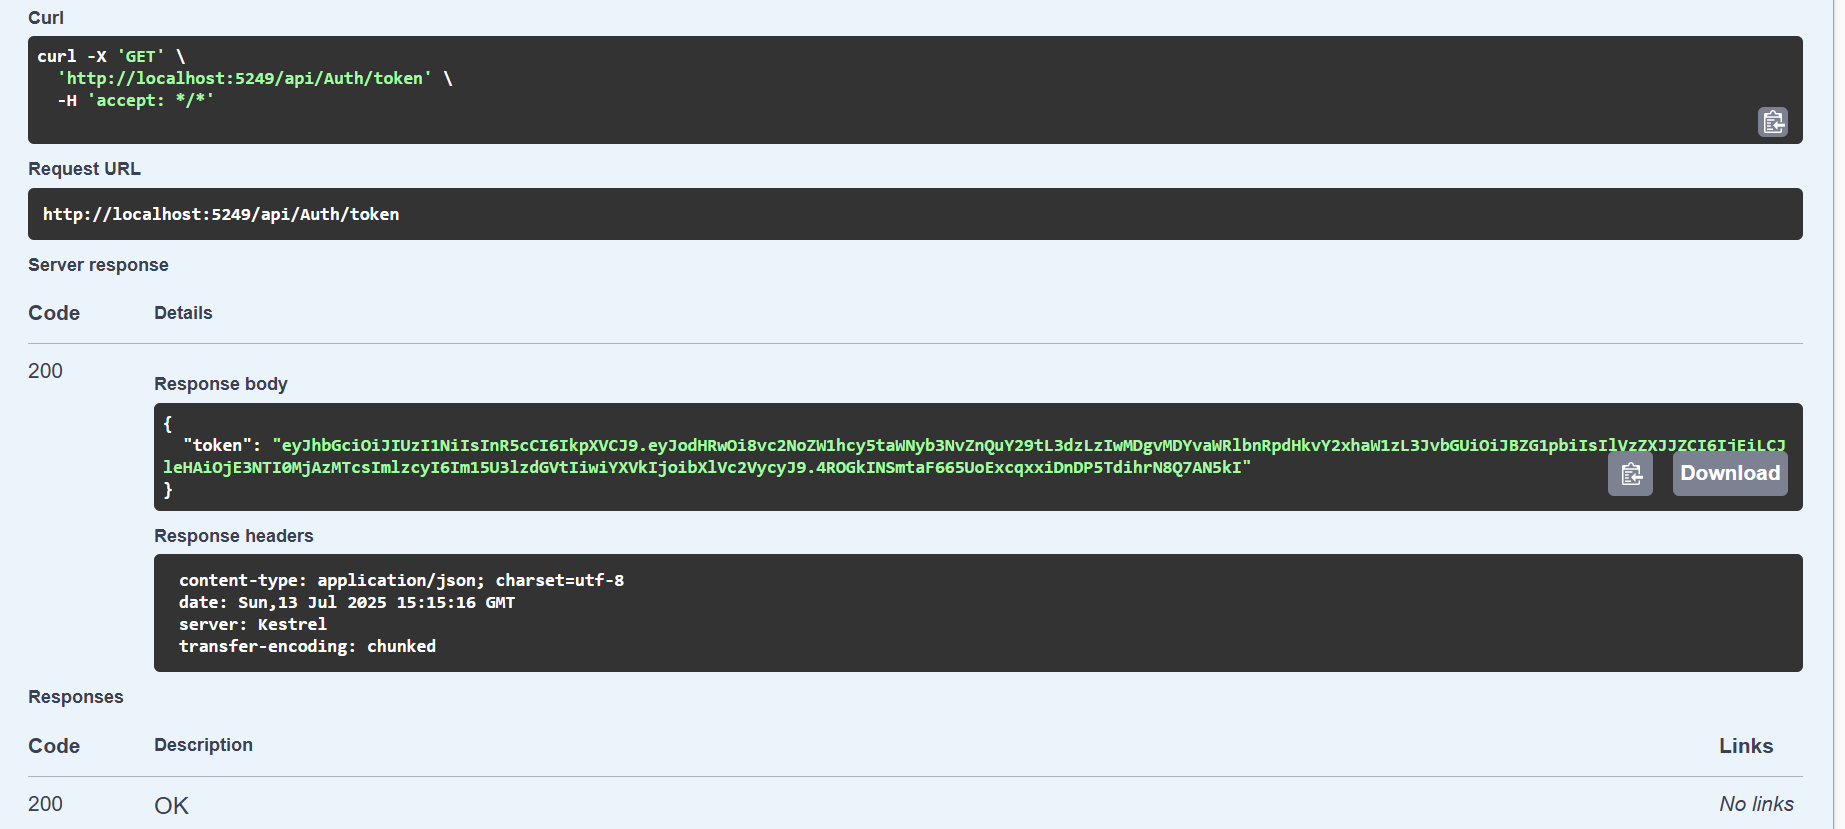 Curl
curl -X 'GET' \
'http://localhost:5249/api/Auth/token' \
-H 'accept: */*'
Request URL
http://localhost:5249/api/Auth/token
Server response
Code Details
200
Response body
{
"token": "eyJhbGciOiJIUzI1NiIsInR5cCI6IkpXVCJ9.eyJodHRwOi8vc2NoZW1hcy5taWNyb3NvZnQuY29tL3dzLzIwMDgvMDYvaWRlbnRpdHkvY2xhaW1zL3JvbGUiOiJBZG1pbiIsIlVzZXJJZCI6IjEiLCJ
leHAiOjE3NTI0MjAzMTcsImlzcyI6Im15U3lzdGVtIiwiYXVkIjoibXlVc2VycyJ9.4ROGkINSmtaF665UoExcqxxiDnDP5TdihrN8Q7AN5kI"
}
Download
Response headers
content-type: application/json; charset=utf-8
date: Sun,13 Jul 2025 15:15:16 GMT
server: Kestrel
transfer-encoding: chunked
Responses
Code Description Links
200 OK No links